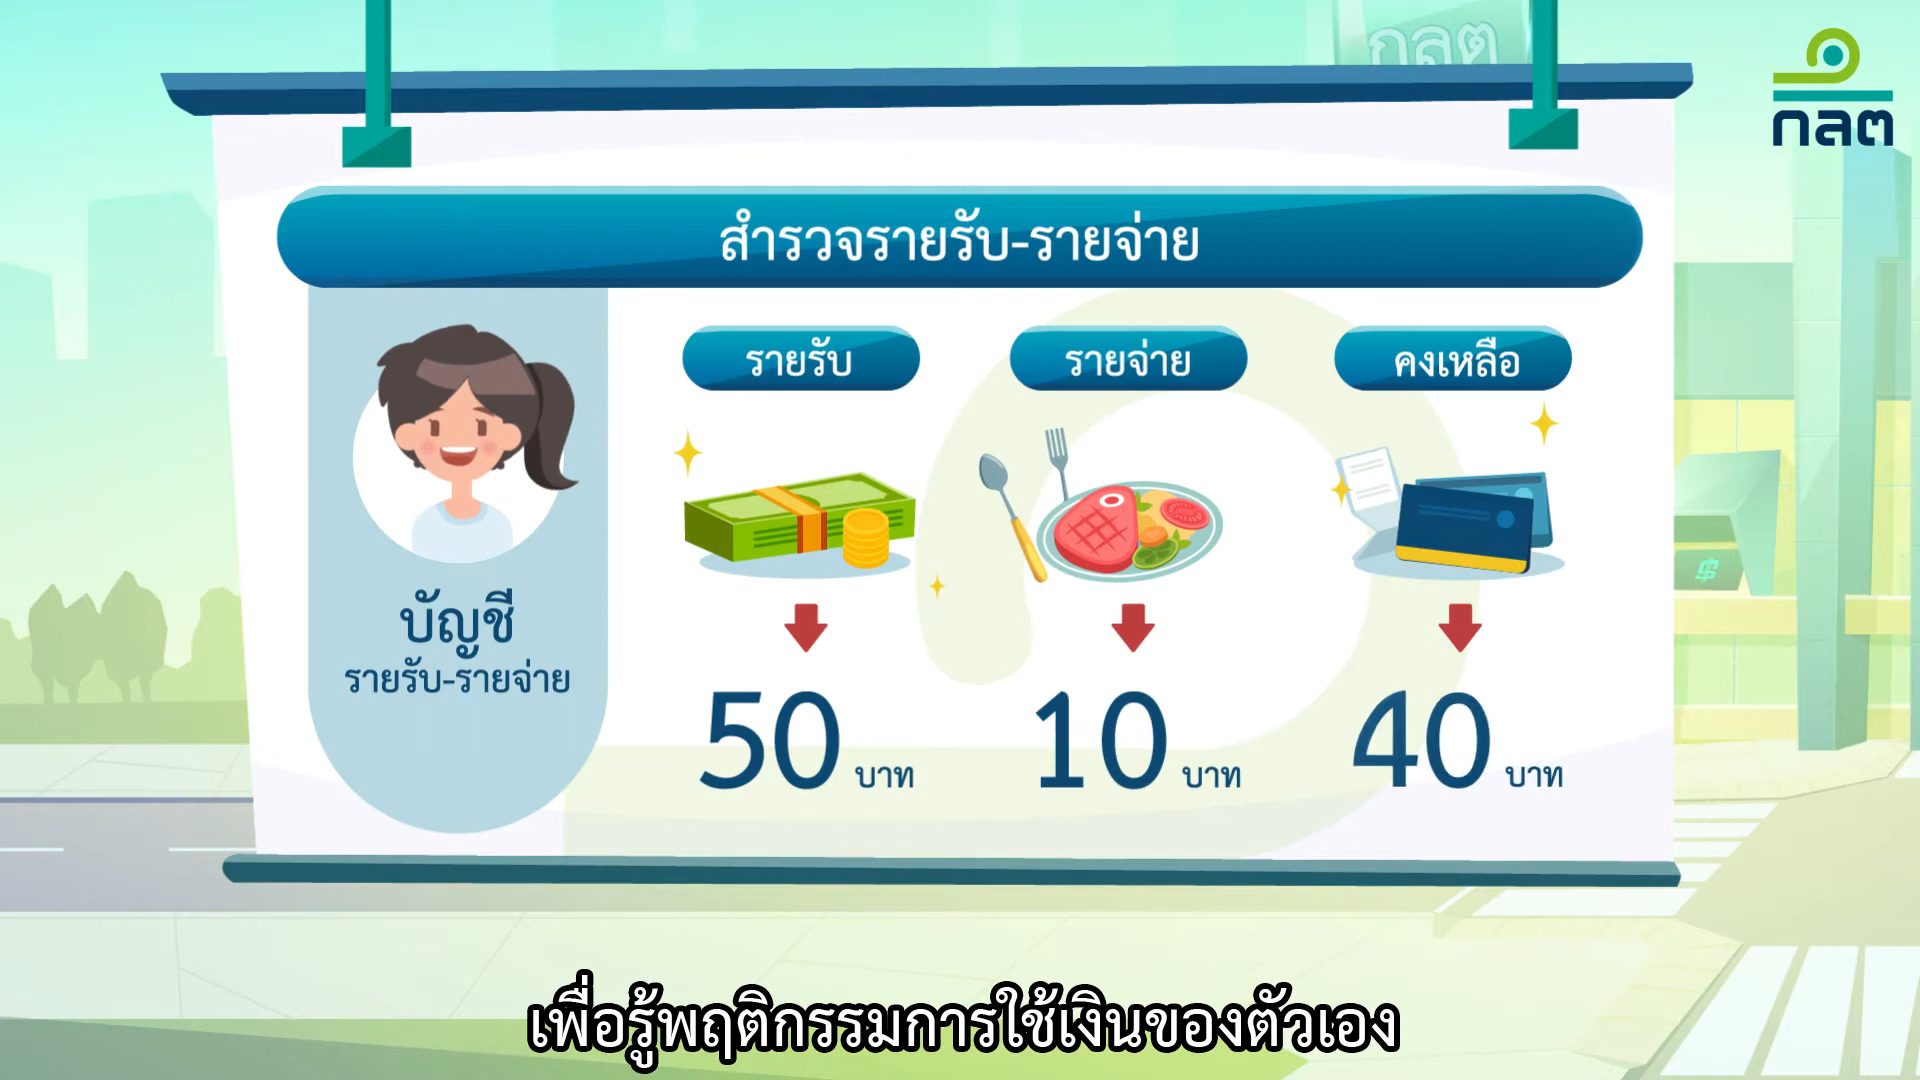 กลต
กลต
สำรวจรายรับ-รายจ่าย
บัญชี
รายรับ-รายจ่าย
รายรับ
รายจ่าย
คงเหลือ
50 บาท
10 บาท
40 บาท
เพื่อรู้พฤติกรรมการใช้เงินของตัวเอง